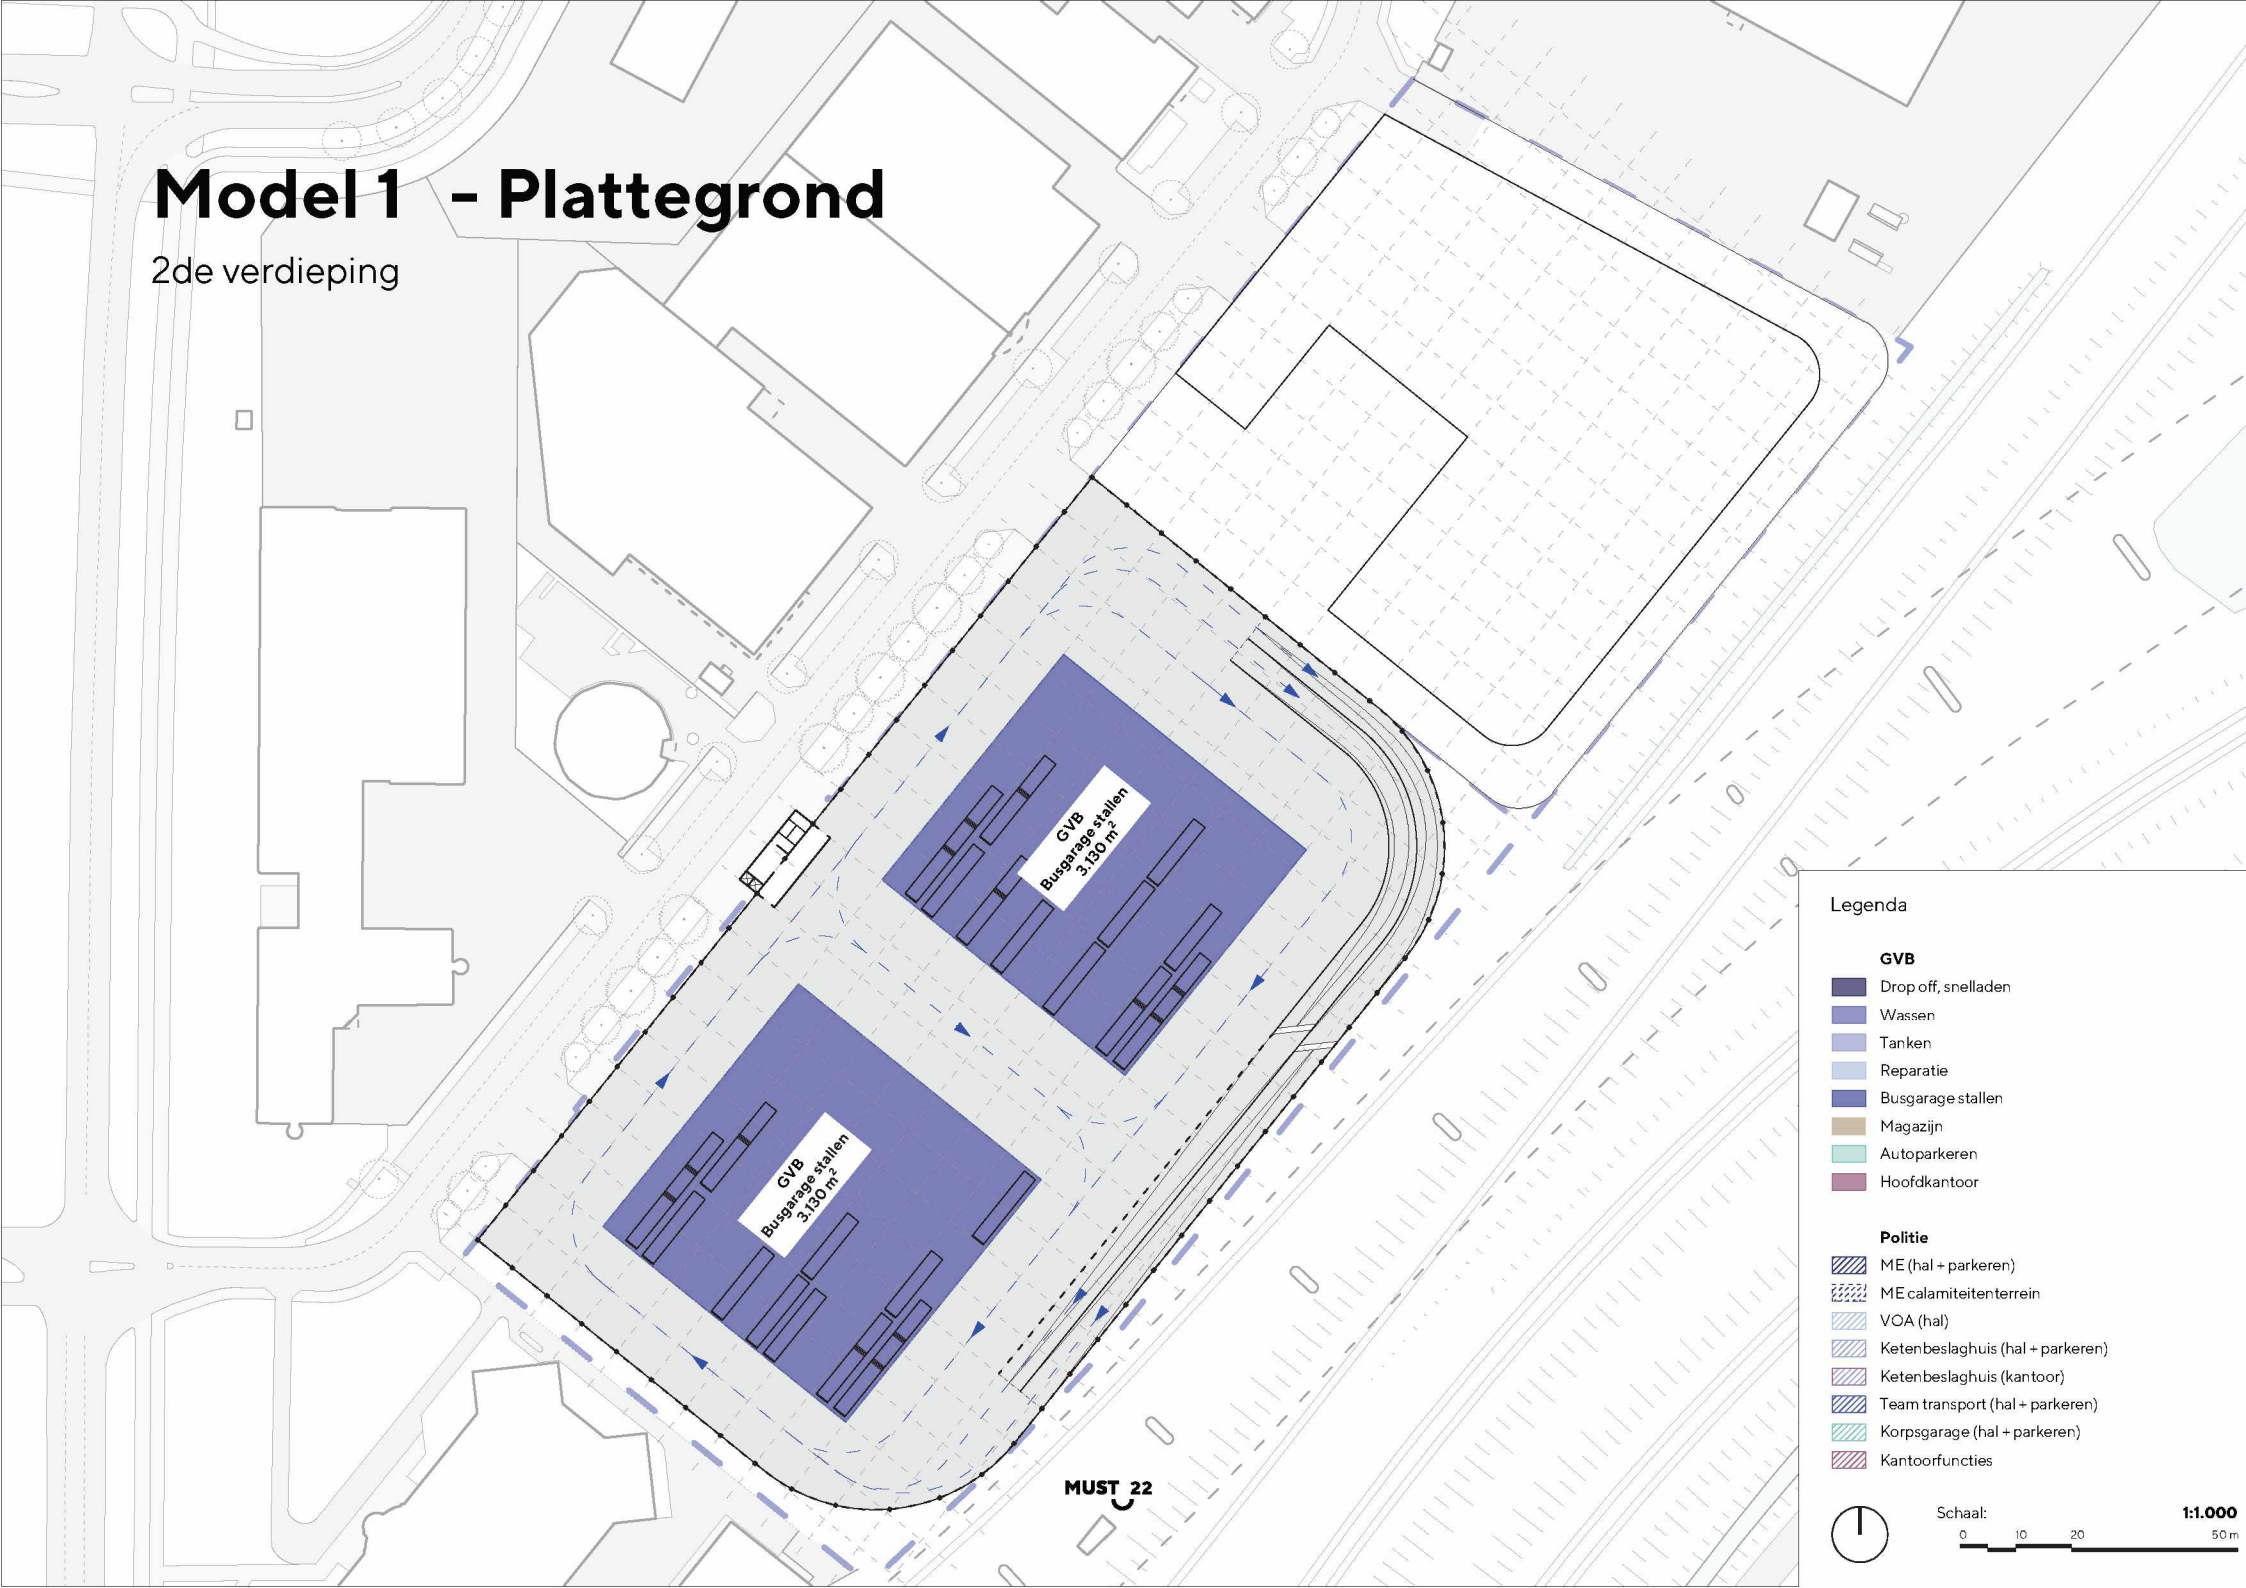 Model 1 - Plattegrond
2de verdieping
GVB
Busgarage stallen
3.130 m²
GVB
Busgarage stallen
3.130 m²
MUST 22
Legenda
GVB
Drop off, snelladen
Wassen
Tanken
Reparatie
Busgarage stallen
Magazijn
Autoparkeren
Hoofdkantoor
Politie
ME (hal + parkeren)
ME calamiteitenterrein
VOA (hal)
Ketenbeslaghuis (hal + parkeren)
Ketenbeslaghuis (kantoor)
Team transport (hal + parkeren)
Korpsgarage (hal + parkeren)
Kantoorfuncties
Schaal: 1:1.000
0 10 20 50 m